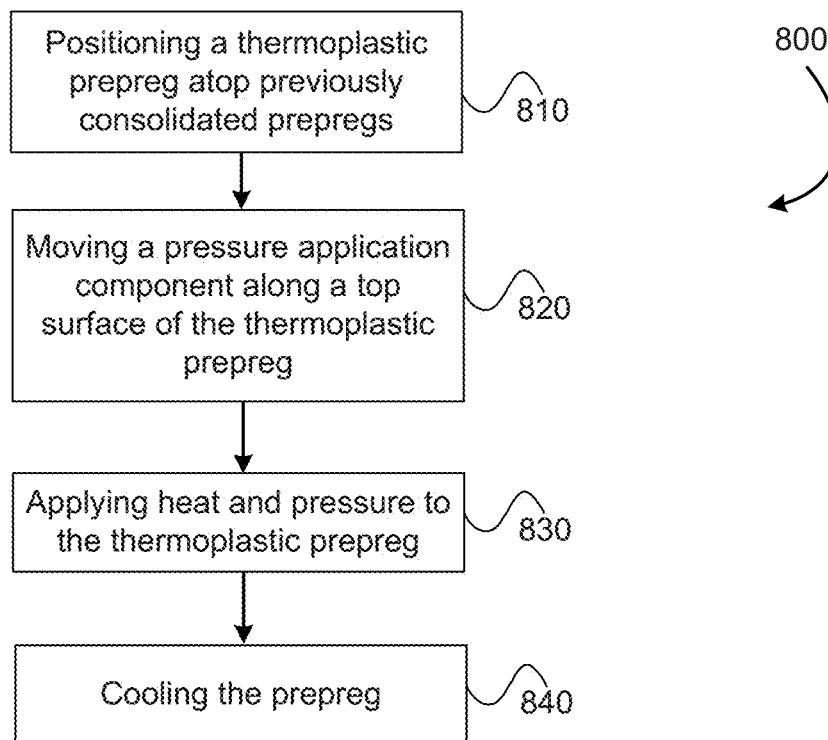 Positioning a thermoplastic
prepreg atop previously
consolidated prepregs
810
800
Moving a pressure application
component along a top
surface of the thermoplastic
prepreg
820
Applying heat and pressure to
the thermoplastic prepreg
830
Cooling the prepreg
840